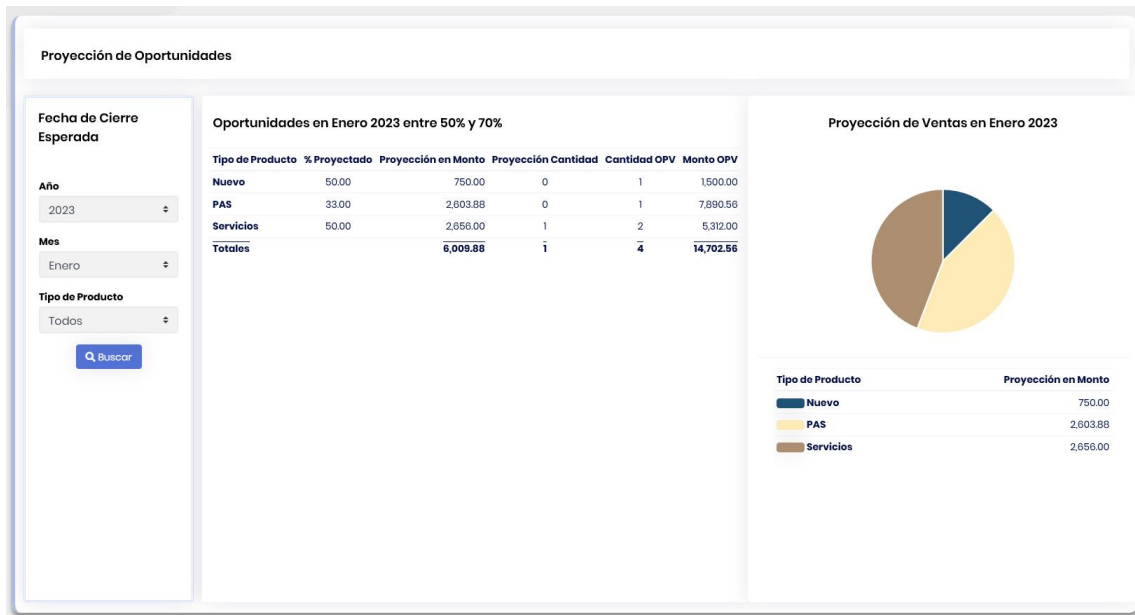 Proyección de Oportunidades
Fecha de Cierre
Esperada
Año
2023
Mes
Enero
Tipo de Producto
Todos
Buscar
Oportunidades en Enero 2023 entre 50% y 70%
Tipo de Producto % Proyectado Proyección en Monto Proyección Cantidad Cantidad OPV Monto OPV
Nuevo 50.00 750.00 0 1 1,500.00
PAS 33.00 2,603.88 0 1 7,890.56
Servicios 50.00 2,656.00 1 2 5,312.00
Totales 6,009.88 1 4 14,702.56
Proyección de Ventas en Enero 2023
Tipo de Producto Proyección en Monto
Nuevo 750.00
PAS 2,603.88
Servicios 2,656.00